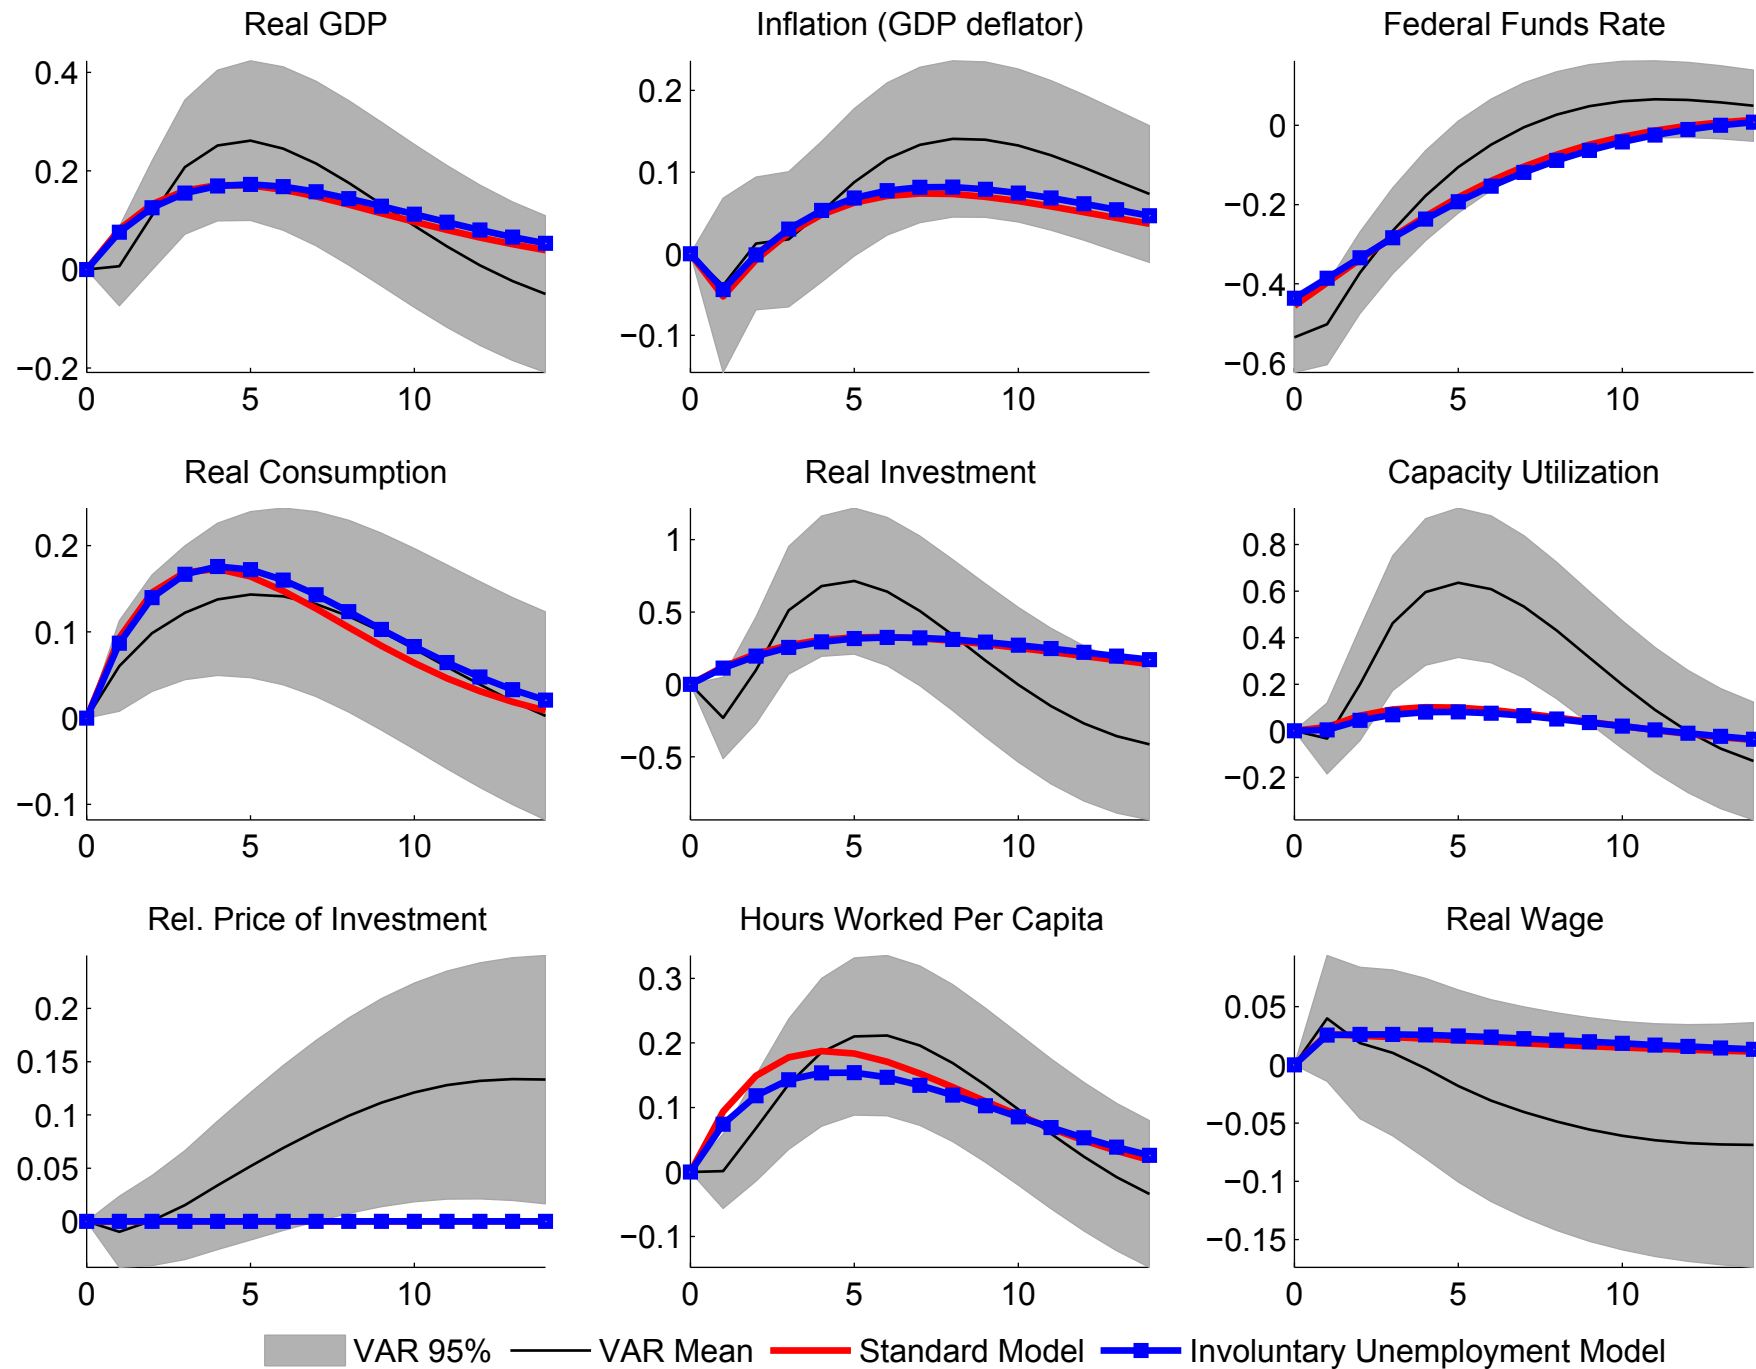 Real GDP
0.4
0.2
0
−0.2
0 5 10
Inflation (GDP deflator)
0.2
0.1
0
−0.1
0 5 10
Federal Funds Rate
0
−0.2
−0.4
−0.6
0 5 10
Real Consumption
0.2
0.1
0
−0.1
0 5 10
Real Investment
1
0.5
0
−0.5
0 5 10
Capacity Utilization
0.8
0.6
0.4
0.2
0
−0.2
0 5 10
Rel. Price of Investment
0.2
0.15
0.1
0.05
0
0 5 10
Hours Worked Per Capita
0.3
0.2
0.1
0
−0.1
0 5 10
Real Wage
0.05
0
−0.05
−0.1
−0.15
0 5 10
VAR 95% VAR Mean Standard Model Involuntary Unemployment Model